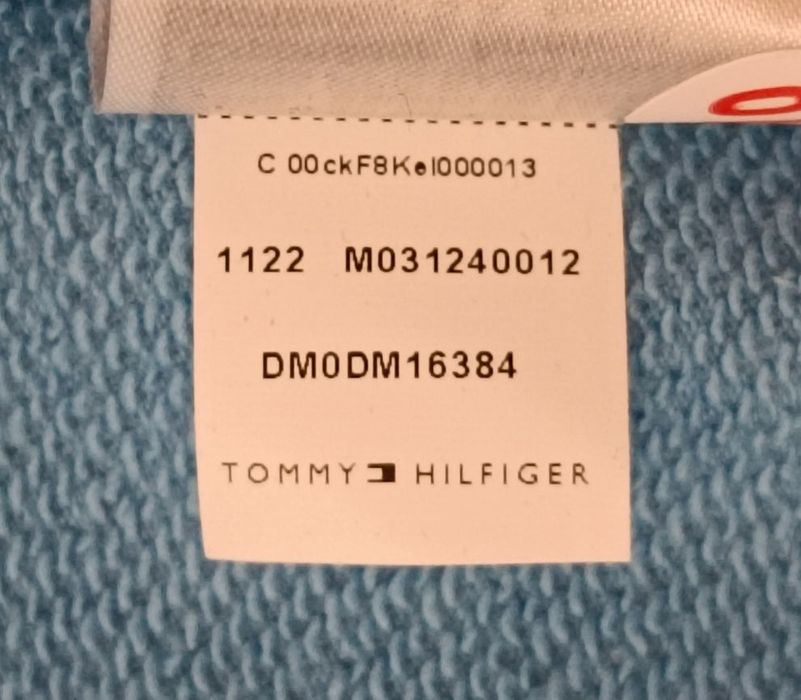 C 00ckF8Kel000013
1122 M031240012
DM0DM16384
TOMMY HILFIGER